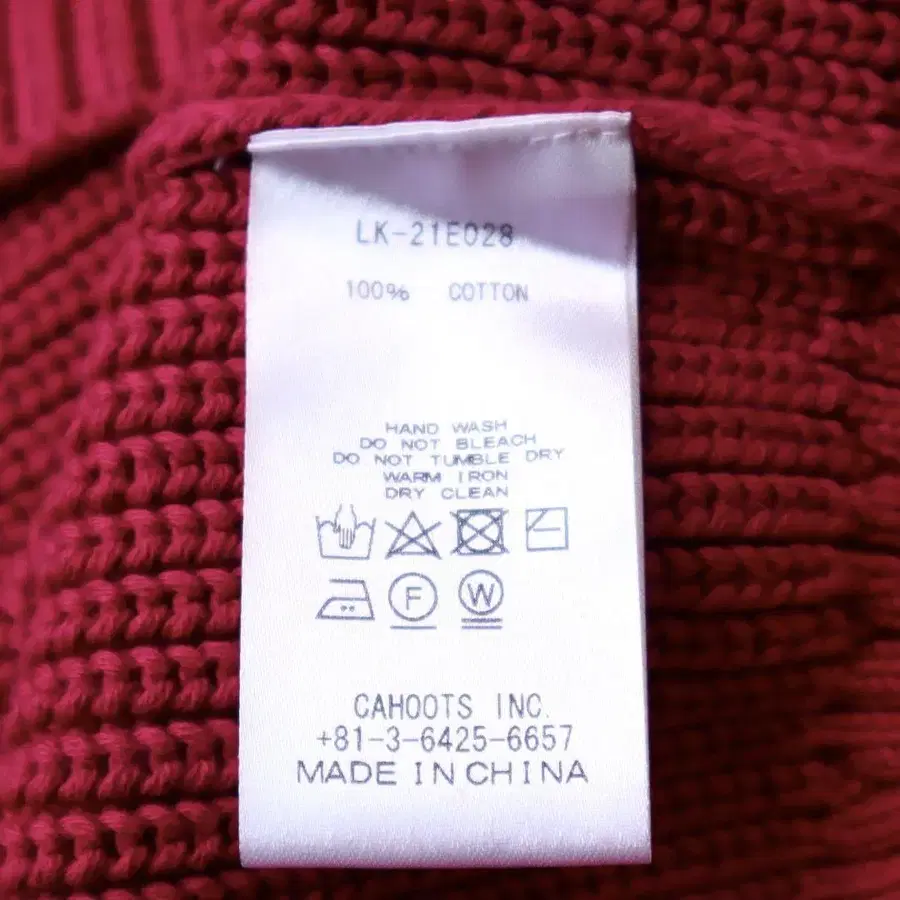 LK-21E028
100% COTTON
HAND WASH
DO NOT BLEACH
DO NOT TUMBLE DRY
WARM IRON
DRY CLEAN
F W
CAHOOTS INC.
+81-3-6425-6657
MADE IN CHINA